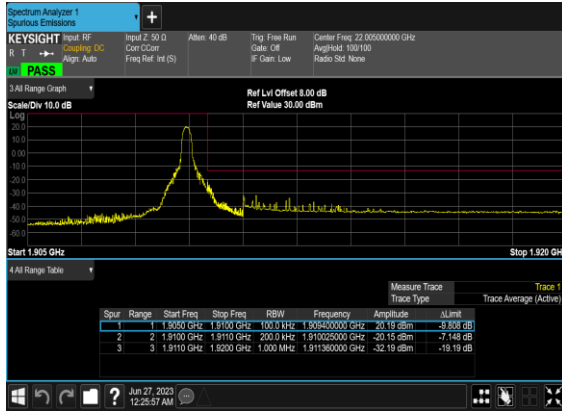 Spectrum Analyzer 1
Spurious Emissions
KEYSIGHT Input: RF Input Z: 50 Ω Atten: 40 dB Trig: Free Run Center Freq: 22.005000000 GHz
R T Coupling: DC Corr CCorr Gate: Off Avg|Hold: 100/100
Align: Auto Freq Ref: Int (S) IF Gain: Low Radio Std: None
PASS
3 All Range Graph
Ref Lvl Offset 8.00 dB
Scale/Div 10.0 dB Ref Value 30.00 dBm
Log
20.0
10.0
0.00
-10.0
-20.0
-30.0
-40.0
-50.0
-60.0
Start 1.905 GHz Stop 1.920 GH
4 All Range Table
Measure Trace Trace 1
Trace Type Trace Average (Active)
Spur Range Start Freq Stop Freq RBW Frequency Amplitude ΔLimit
1 1 1.9050 GHz 1.9100 GHz 100.0 kHz 1.909400000 GHz 20.19 dBm -9.808 dB
2 2 1.9100 GHz 1.9110 GHz 200.0 kHz 1.910025000 GHz -20.15 dBm -7.148 dB
3 3 1.9110 GHz 1.9200 GHz 1.000 MHz 1.911360000 GHz -32.19 dBm -19.19 dB
Jun 27, 2023
12:25:57 AM